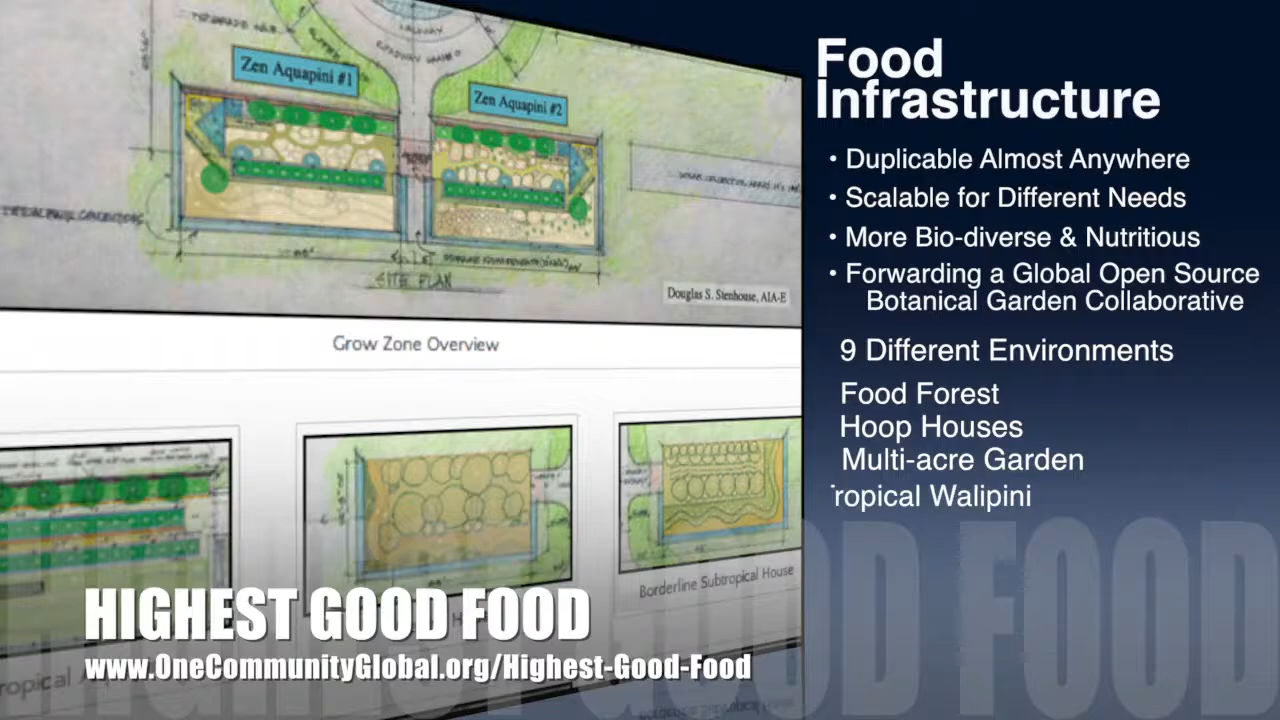 Zen Aquapini #1
Zen Aquapini #2
SITE PLAN
Douglas S. Stenhouse, AIA-E
Grow Zone Overview
Borderline Subtropical House
HIGHEST GOOD FOOD
www.OneCommunityGlobal.org/Highest-Good-Food
Food
Infrastructure
• Duplicable Almost Anywhere
• Scalable for Different Needs
• More Bio-diverse & Nutritious
• Forwarding a Global Open Source
Botanical Garden Collaborative
9 Different Environments
Food Forest
Hoop Houses
Multi-acre Garden
Tropical Walipini
GOOD FOOD